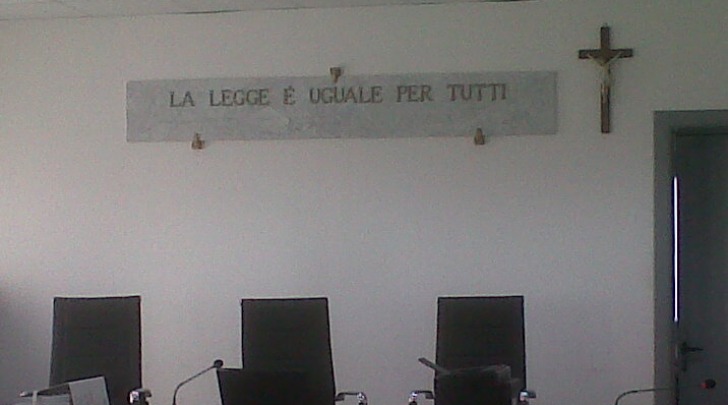 LA LEGGE É UGUALE PER TUTTI